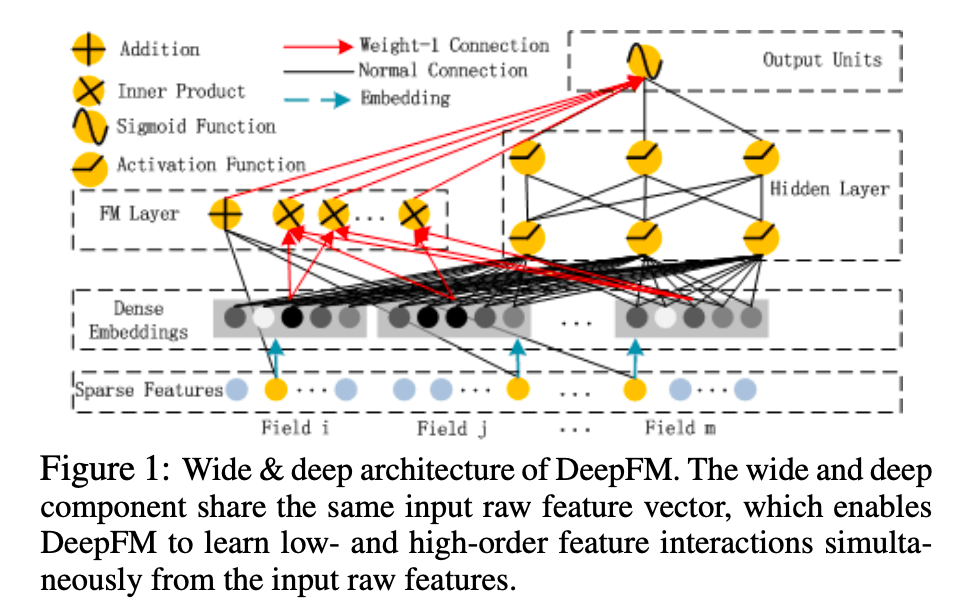 Addition
Inner Product
Sigmoid Function
Activation Function
Weight-1 Connection
Normal Connection
Embedding
Output Units
Hidden Layer
FM Layer
...
Dense
Embeddings
...
Sparse Features
...
...
...
...
Field i
Field j
...
Field m
Figure 1: Wide & deep architecture of DeepFM. The wide and deep
component share the same input raw feature vector, which enables
DeepFM to learn low- and high-order feature interactions simulta-
neously from the input raw features.